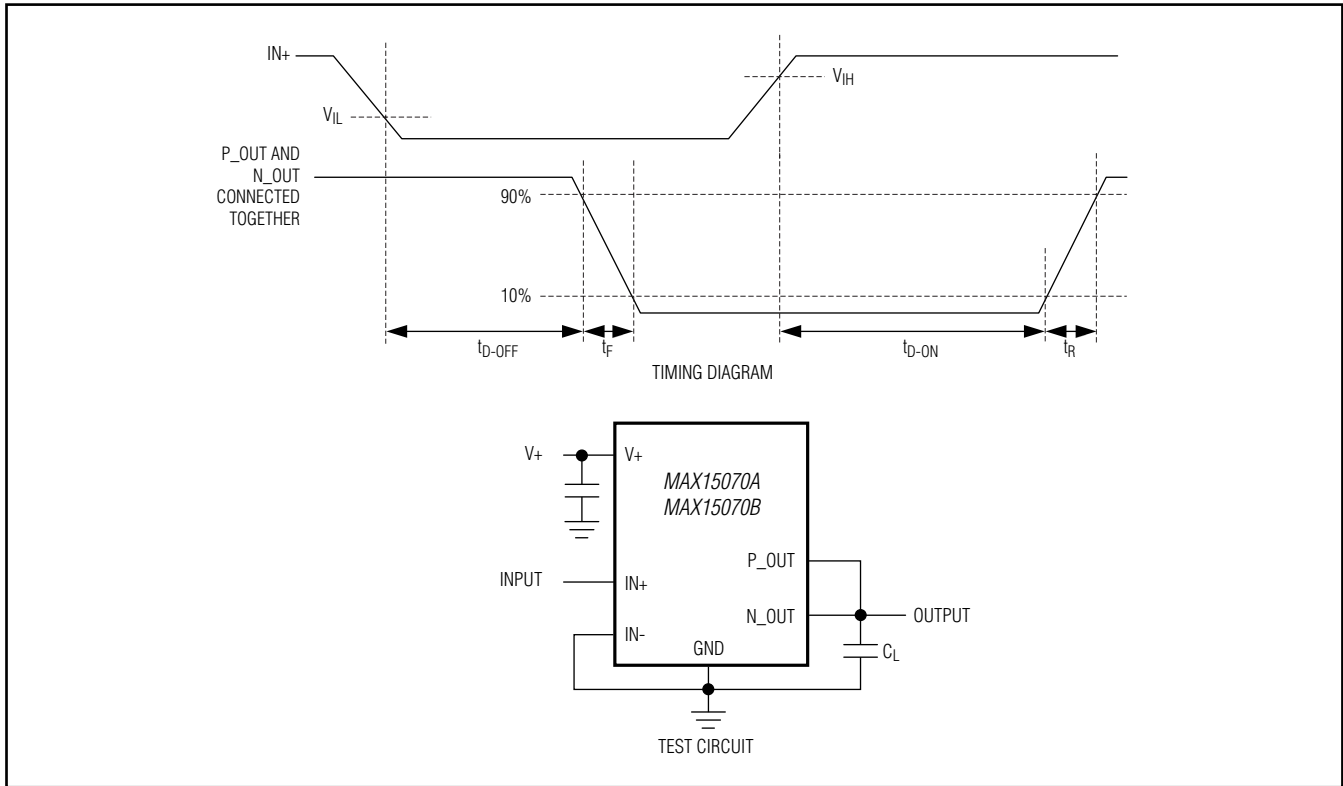 IN+
VIH
VIL
P_OUT AND
N_OUT
CONNECTED
TOGETHER
90%
10%
tD-OFF
tF
tD-ON
tR
TIMING DIAGRAM
V+
V+
MAX15070A
MAX15070B
P_OUT
INPUT
IN+
N_OUT
OUTPUT
IN-
GND
CL
TEST CIRCUIT